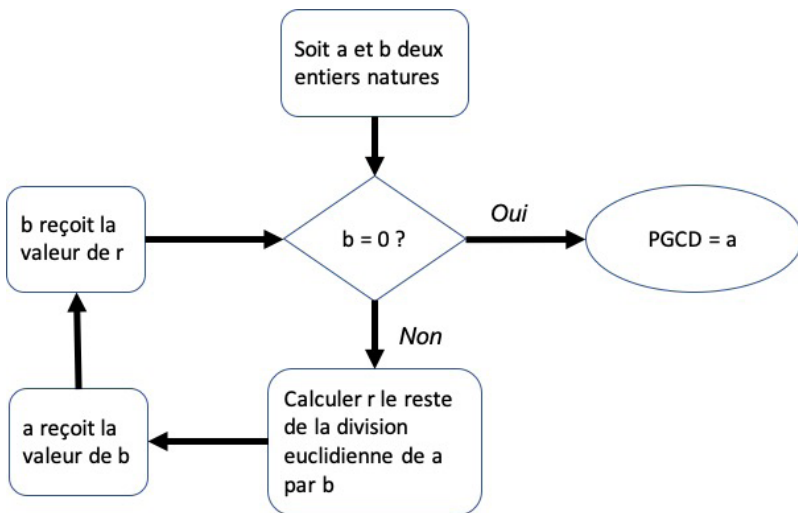 Soit a et b deux
entiers natures
b = 0 ?
Oui
PGCD = a
Non
Calculer r le reste
de la division
euclidienne de a
par b
a reçoit la
valeur de b
b reçoit la
valeur de r